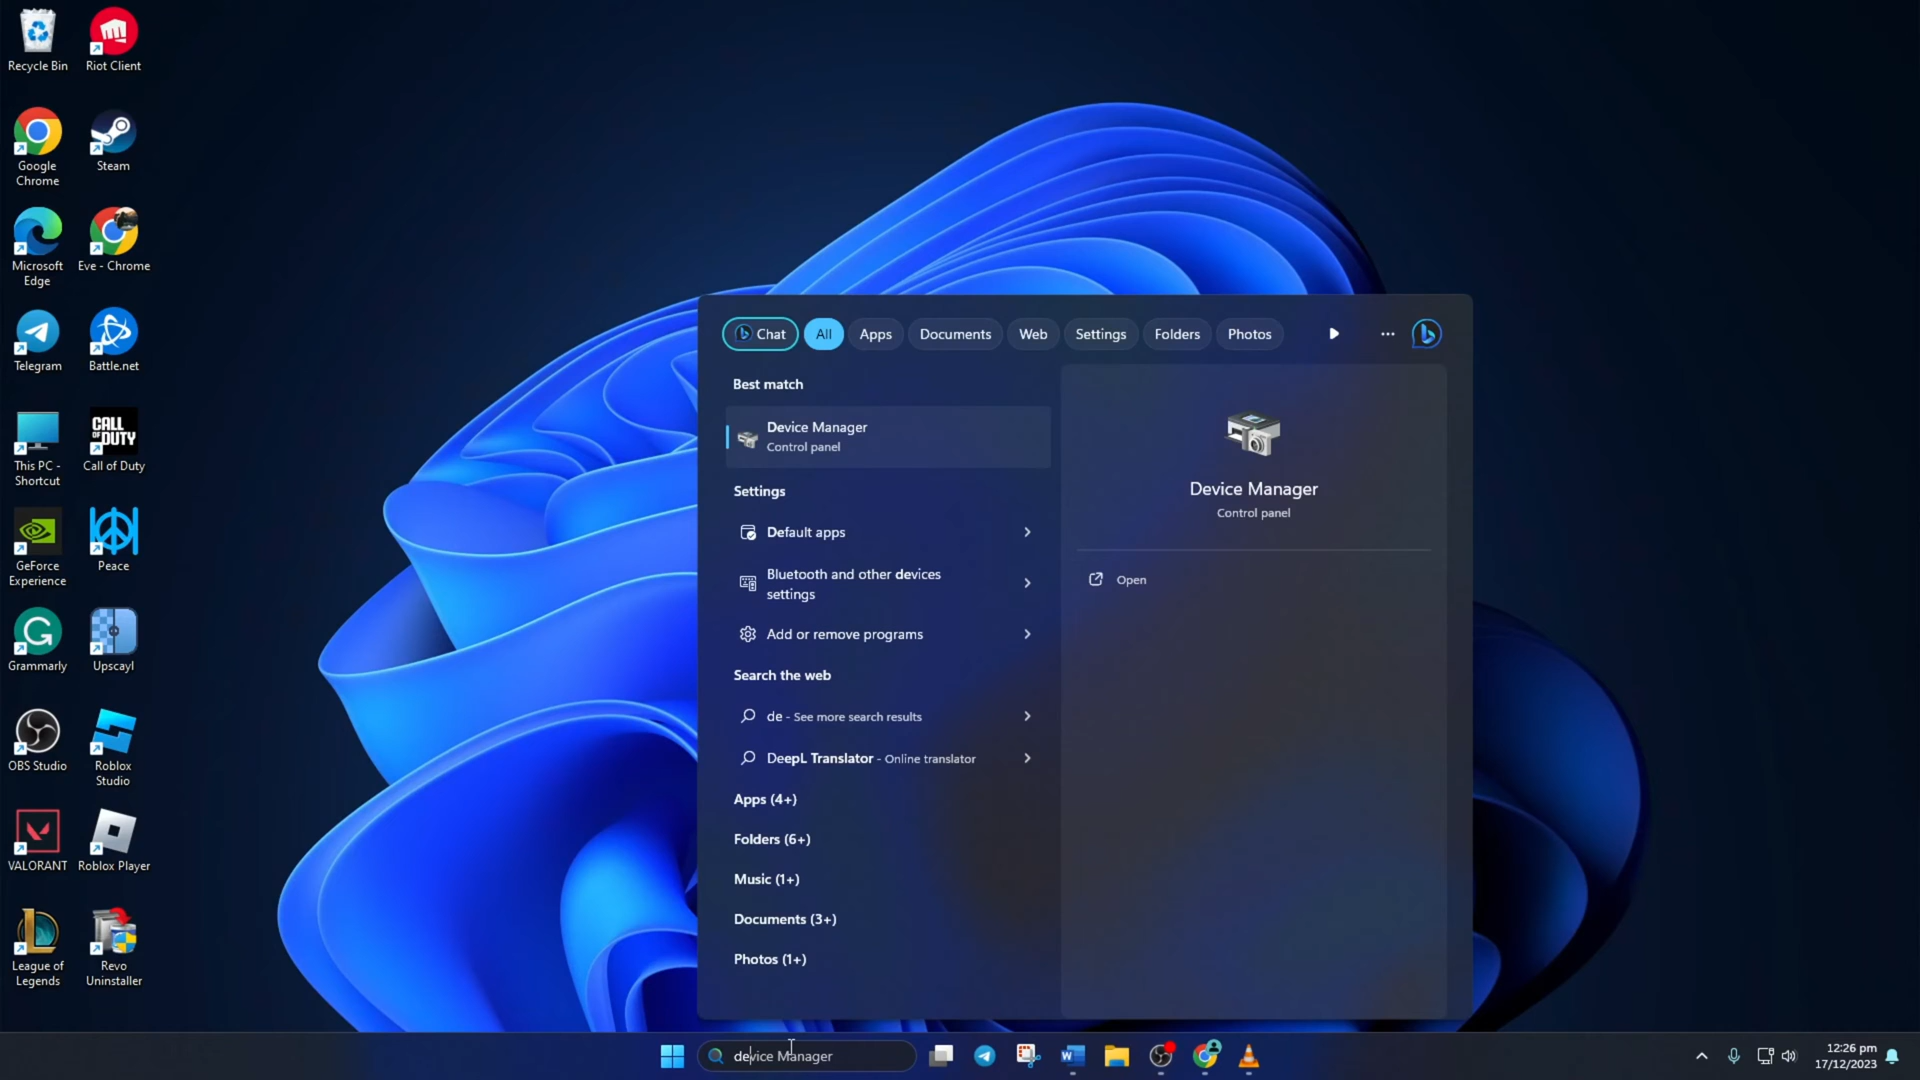 Recycle Bin
Riot Client
Google
Chrome
Steam
Microsoft
Edge
Eve - Chrome
Telegram
Battle.net
This PC -
Shortcut
CALL
OF DUTY
Call of Duty
GeForce
Experience
Peace
Grammarly
Upscayl
OBS Studio
Roblox
Studio
VALORANT
Roblox Player
League of
Legends
Revo
Uninstaller
Chat
All
Apps
Documents
Web
Settings
Folders
Photos
Best match
Device Manager
Control panel
Settings
Default apps
Bluetooth and other devices
settings
Add or remove programs
Search the web
de - See more search results
DeepL Translator - Online translator
Apps (4+)
Folders (6+)
Music (1+)
Documents (3+)
Photos (1+)
Device Manager
Control panel
Open
device Manager
12:26 pm
17/12/2023